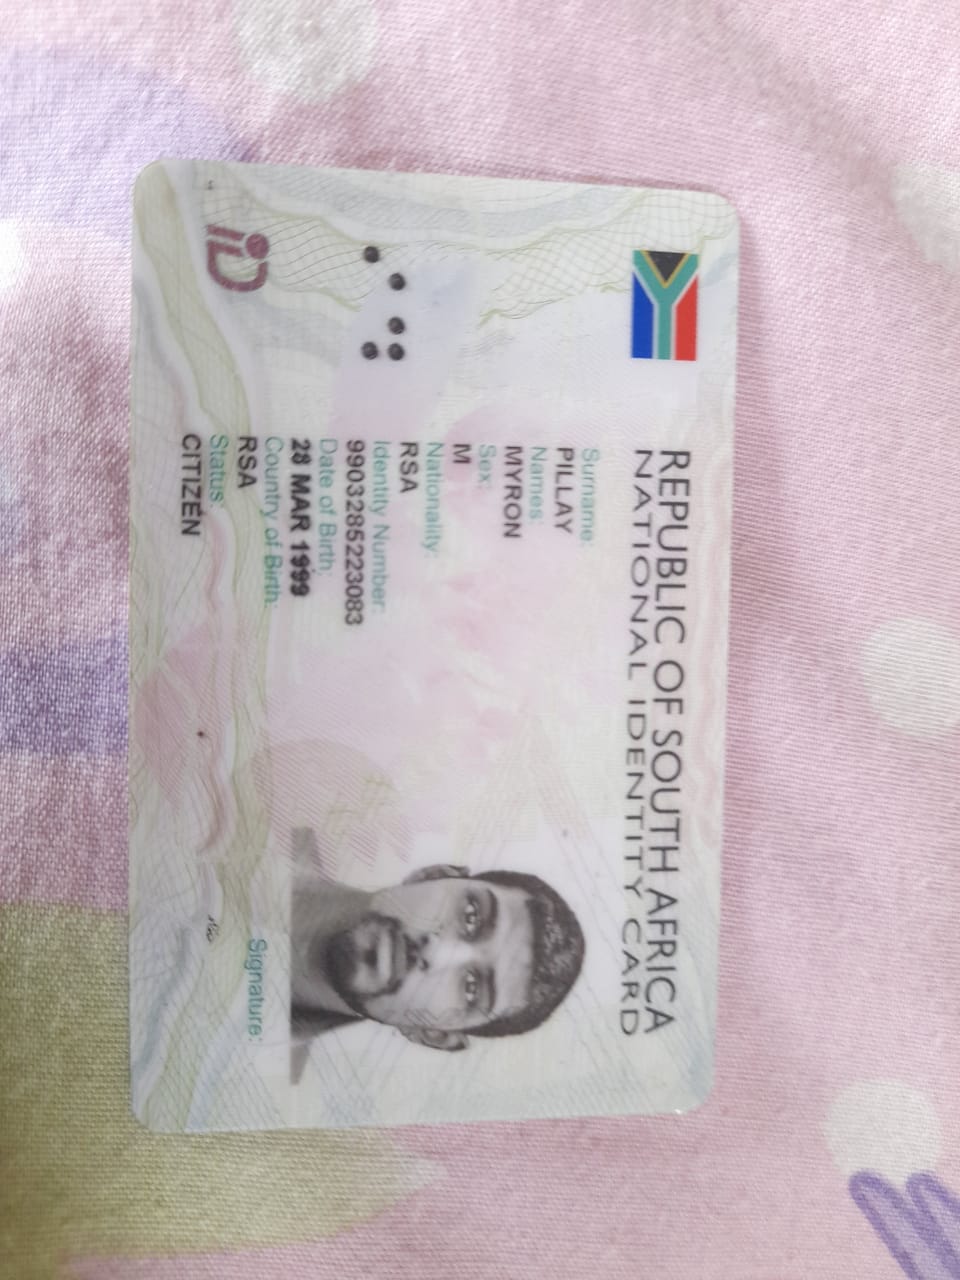 REPUBLIC OF SOUTH AFRICA
NATIONAL IDENTITY CARD
Surname:
PILLAY
Names:
MYRON
Sex:
M
Nationality:
RSA
Identity Number:
9903285223083
Date of Birth:
28 MAR 1999
Country of Birth:
RSA
Status:
CITIZEN
Signature:
iD